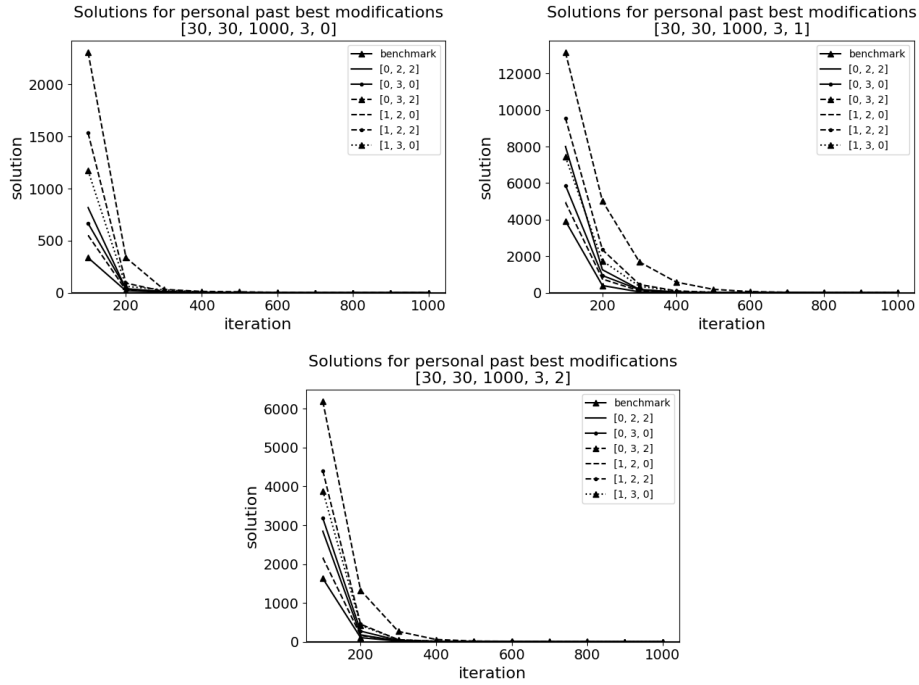 Solutions for personal past best modifications
[30, 30, 1000, 3, 0]
solution
2000
1500
1000
500
0
200 400 600 800 1000
iteration
benchmark
[0, 2, 2]
[0, 3, 0]
[0, 3, 2]
[1, 2, 0]
[1, 2, 2]
[1, 3, 0]
Solutions for personal past best modifications
[30, 30, 1000, 3, 1]
solution
12000
10000
8000
6000
4000
2000
0
200 400 600 800 1000
iteration
benchmark
[0, 2, 2]
[0, 3, 0]
[0, 3, 2]
[1, 2, 0]
[1, 2, 2]
[1, 3, 0]
Solutions for personal past best modifications
[30, 30, 1000, 3, 2]
solution
6000
5000
4000
3000
2000
1000
0
200 400 600 800 1000
iteration
benchmark
[0, 2, 2]
[0, 3, 0]
[0, 3, 2]
[1, 2, 0]
[1, 2, 2]
[1, 3, 0]